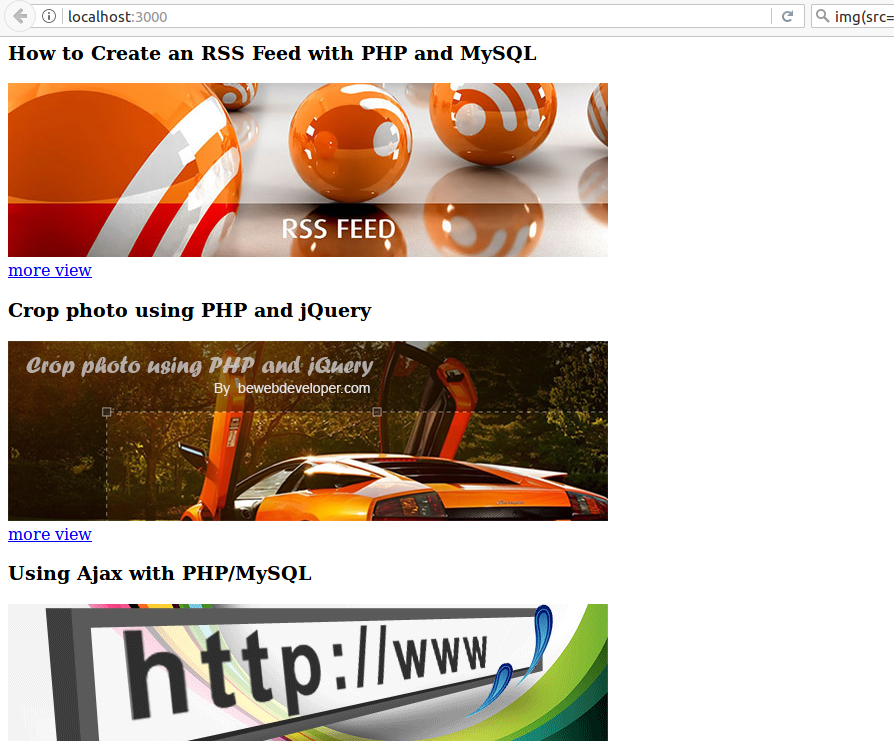 localhost:3000
img(src=
How to Create an RSS Feed with PHP and MySQL
RSS FEED
more view
Crop photo using PHP and jQuery
Crop photo using PHP and jQuery
By bewebdeveloper.com
more view
Using Ajax with PHP/MySQL
http://www